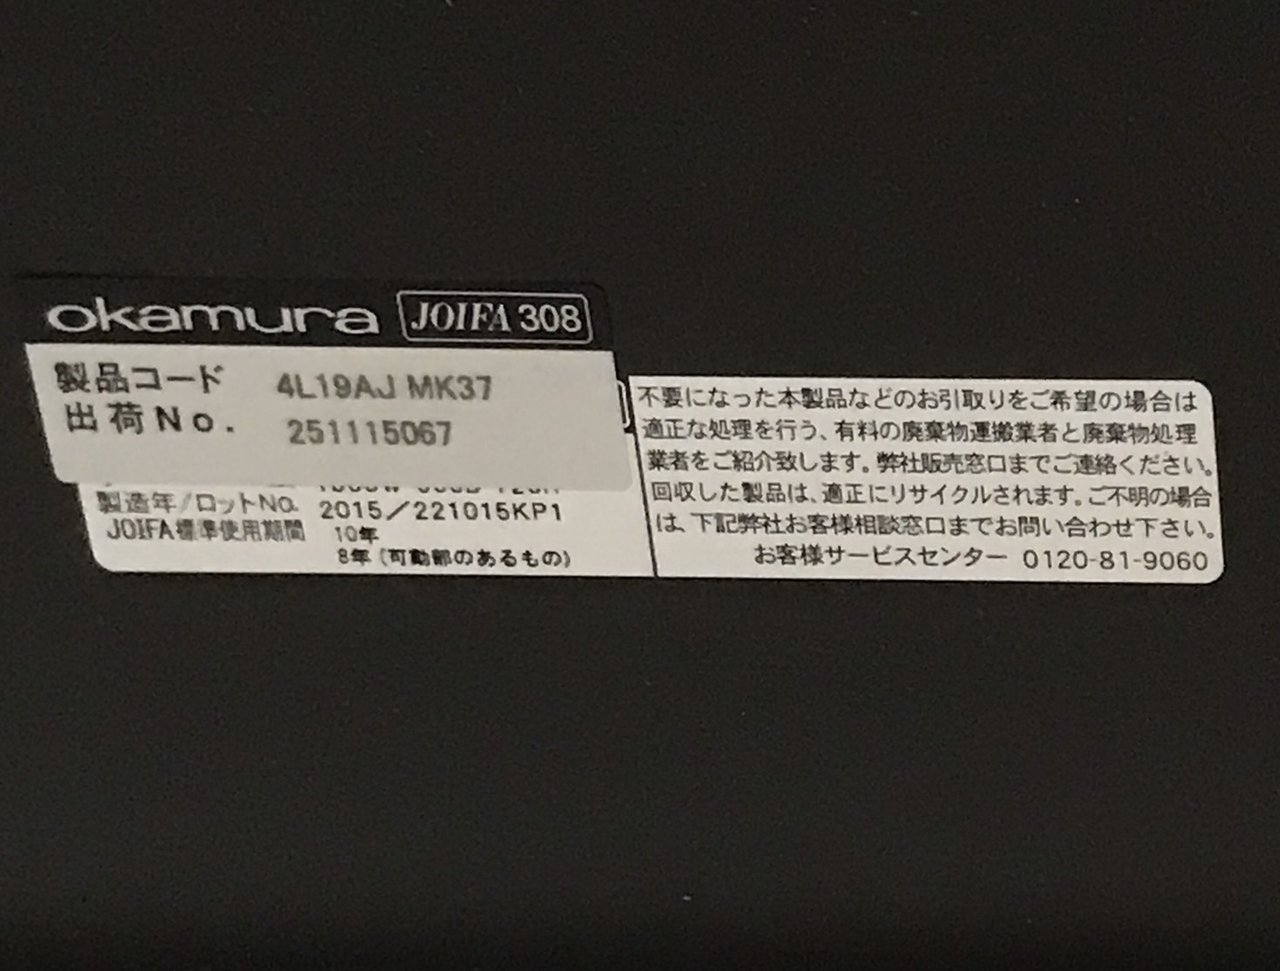 okamura JOIFA 308
製品コード 4L19AJ MK37
出荷No. 251115067
製造年/ロットNo. 2015/221015KP1
JOIFA標準使用期間 10年
8年(可動部のあるもの)
不要になった本製品などのお引取りをご希望の場合は
適正な処理を行う、有料の廃棄物運搬業者と廃棄物処理
業者をご紹介致します。弊社販売窓口までご連絡ください。
回収した製品は、適正にリサイクルされます。ご不明の場合
は、下記弊社お客様相談窓口までお問い合わせ下さい。
お客様サービスセンター 0120-81-9060